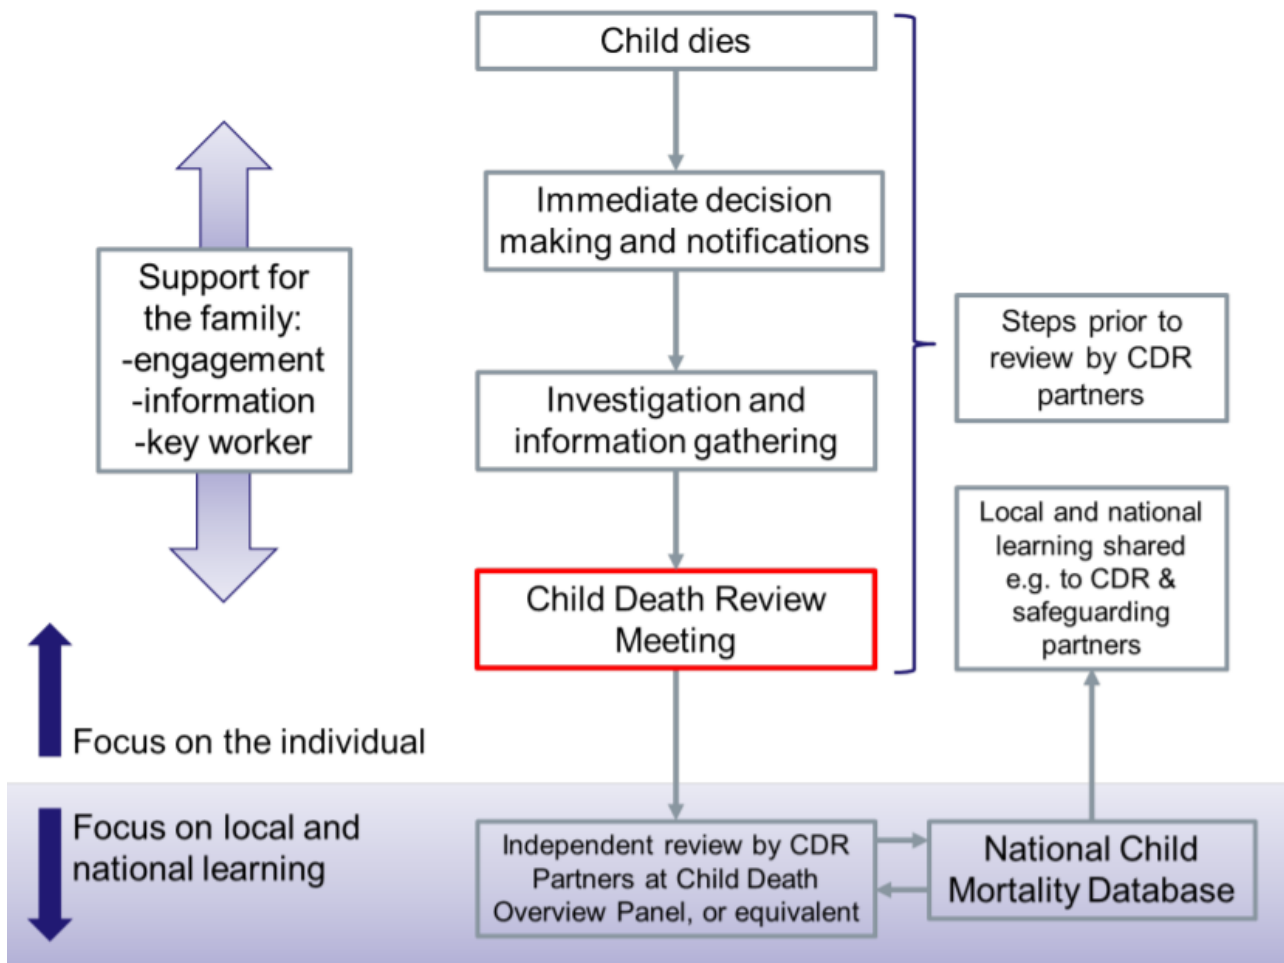 Child dies
Immediate decision
making and notifications
Support for
the family:
-engagement
-information
-key worker
Steps prior to
review by CDR
partners
Investigation and
information gathering
Local and national
learning shared
e.g. to CDR &
safeguarding
partners
Child Death Review
Meeting
Focus on the individual
Focus on local and
national learning
Independent review by CDR
Partners at Child Death
Overview Panel, or equivalent
National Child
Mortality Database